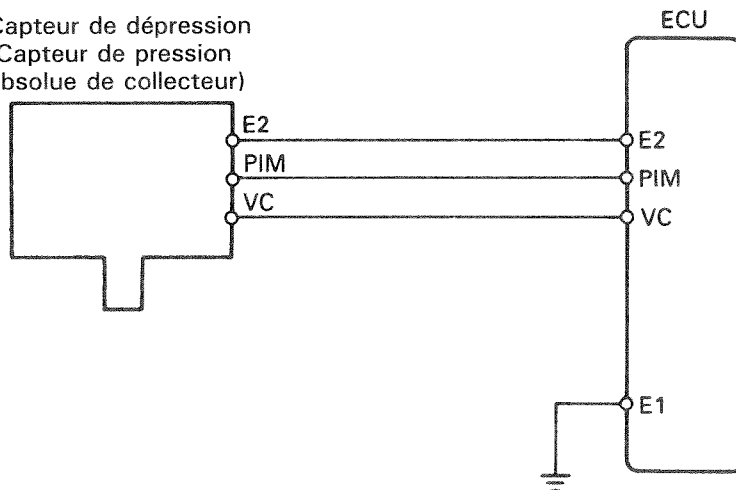 Capteur de dépression
Capteur de pression
bsolue de collecteur)
ECU
E2
PIM
VC
E2
PIM
VC
E1